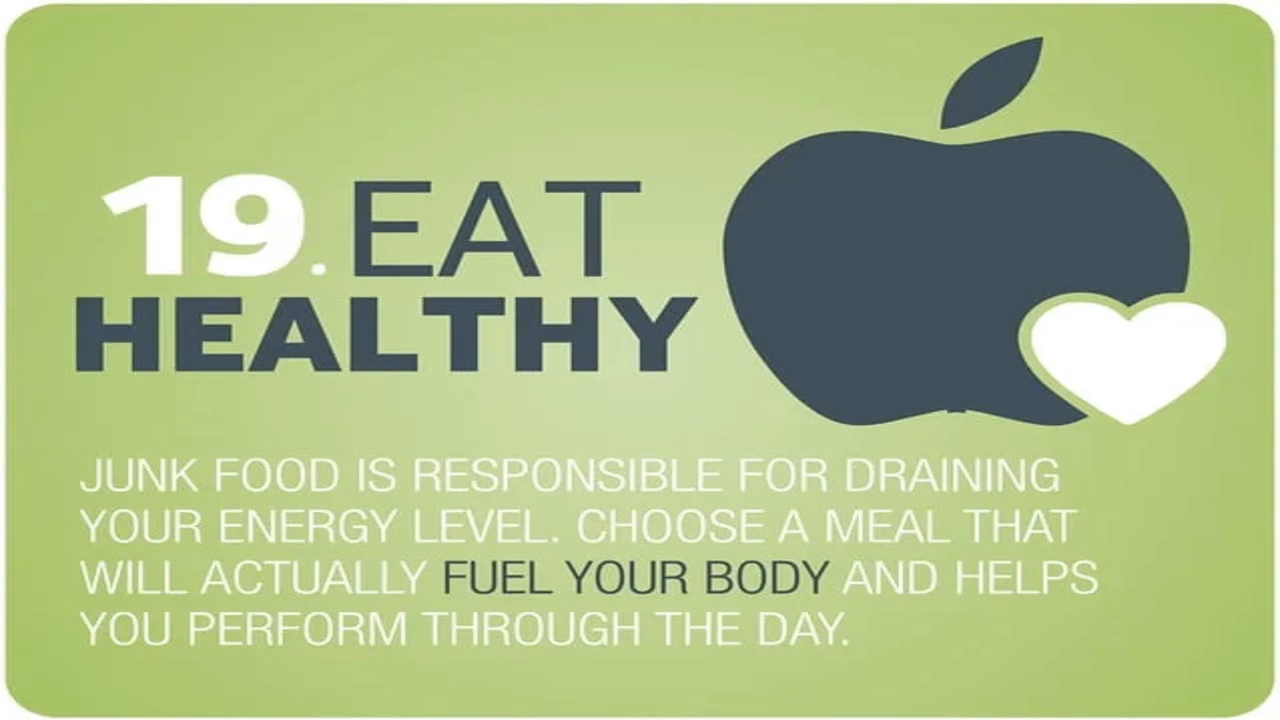 19. EAT
HEALTHY
JUNK FOOD IS RESPONSIBLE FOR DRAINING
YOUR ENERGY LEVEL. CHOOSE A MEAL THAT
WILL ACTUALLY FUEL YOUR BODY AND HELPS
YOU PERFORM THROUGH THE DAY.